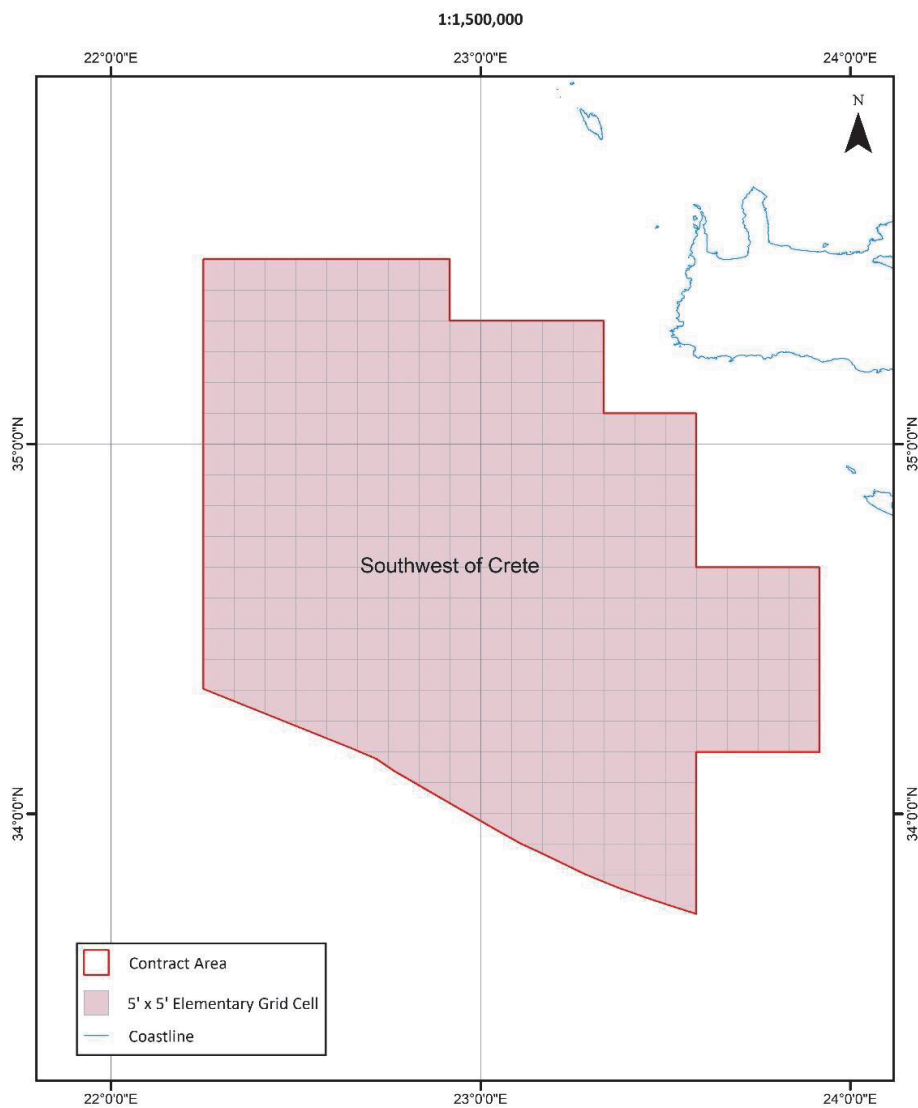 1:1,500,000
22°0'0"E
23°0'0"E
24°0'0"E
N
35°0'0"N
35°0'0"N
Southwest of Crete
34°0'0"N
34°0'0"N
Contract Area
5' x 5' Elementary Grid Cell
Coastline
22°0'0"E
23°0'0"E
24°0'0"E